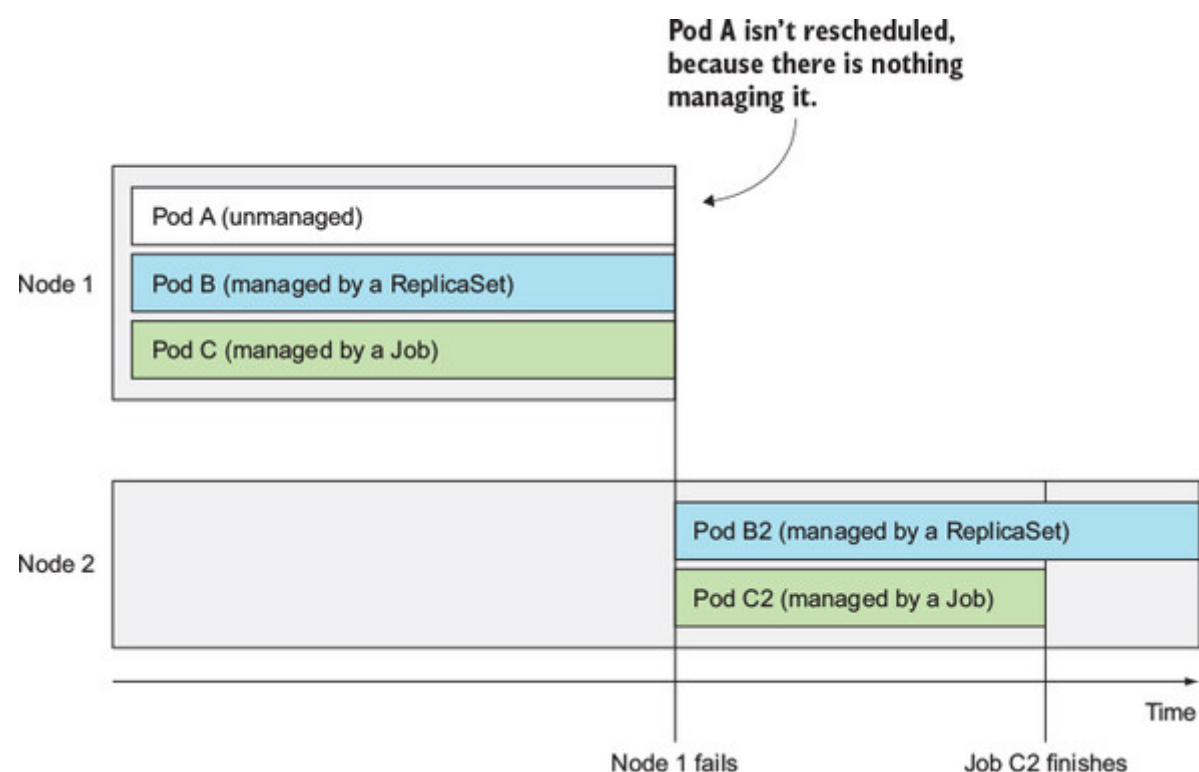 Pod A isn't rescheduled,
because there is nothing
managing it.
Node 1
Pod A (unmanaged)
Pod B (managed by a ReplicaSet)
Pod C (managed by a Job)
Node 2
Pod B2 (managed by a ReplicaSet)
Pod C2 (managed by a Job)
Time
Node 1 fails
Job C2 finishes